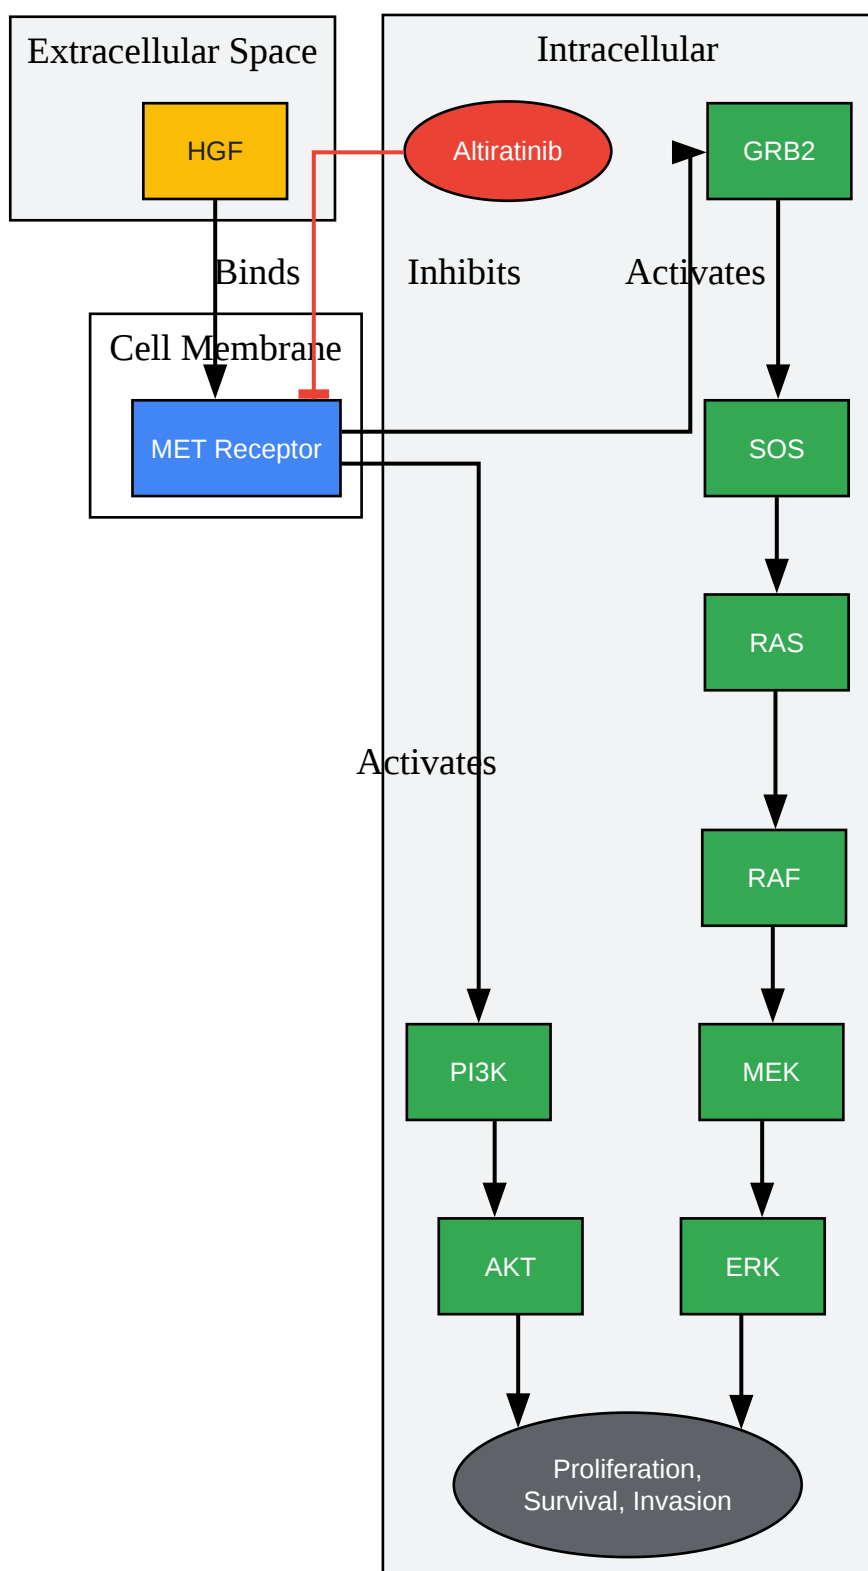 Extracellular Space
Intracellular
HGF
Altiratinib
GRB2
Binds
Inhibits
Activates
Cell Membrane
MET Receptor
SOS
RAS
Activates
RAF
PI3K
MEK
AKT
ERK
Proliferation,
Survival, Invasion